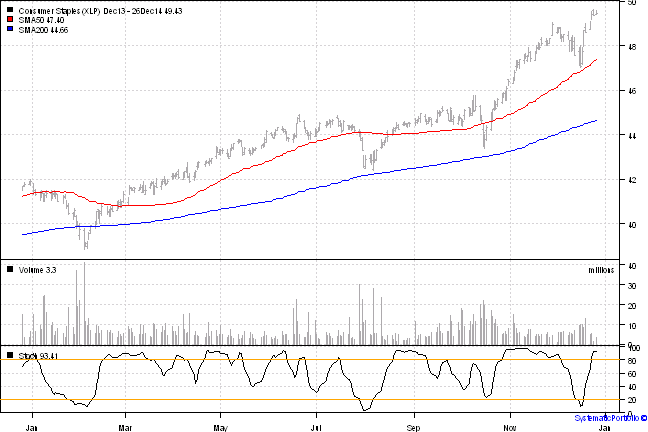 Consumer Staples (XLP) Dec13 - 26Dec14 49.43
SMA50 47.40
SMA200 44.66
50
48
46
44
42
40
Volume 3.3
millions
40
30
20
10
0
Stoch 93.41
100
80
60
40
20
0
Jan Mar May Jul Sep Nov Jan
SystematicPortfolio ©